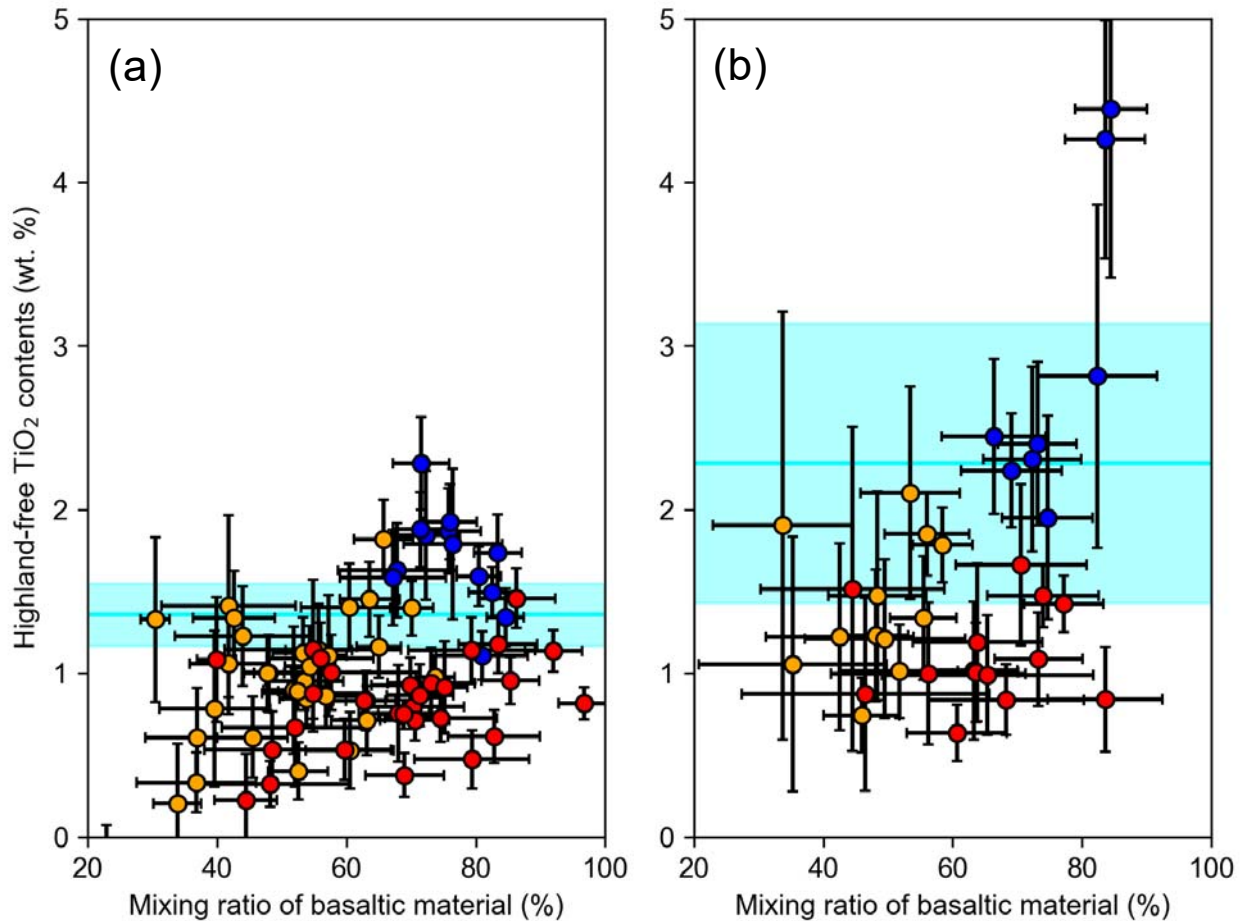 (a)
(b)
Highland-free TiO₂ contents (wt. %)
5
4
3
2
1
0
20 40 60 80 100
Mixing ratio of basaltic material (%)
5
4
3
2
1
0
20 40 60 80 100
Mixing ratio of basaltic material (%)